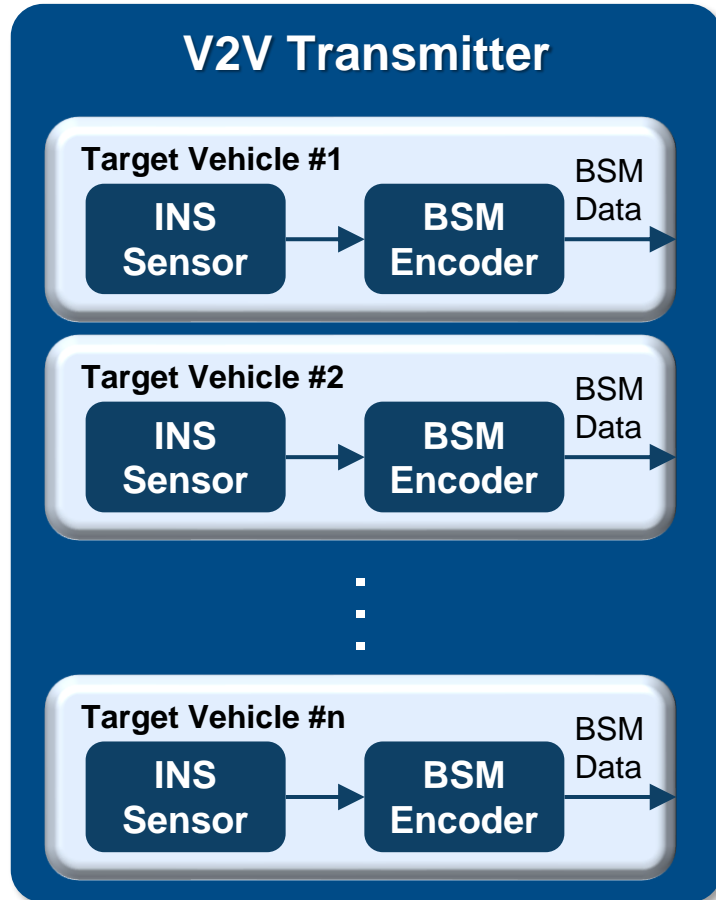 V2V Transmitter
Target Vehicle #1
INS
Sensor
BSM
Encoder
BSM
Data
Target Vehicle #2
INS
Sensor
BSM
Encoder
BSM
Data
Target Vehicle #n
INS
Sensor
BSM
Encoder
BSM
Data